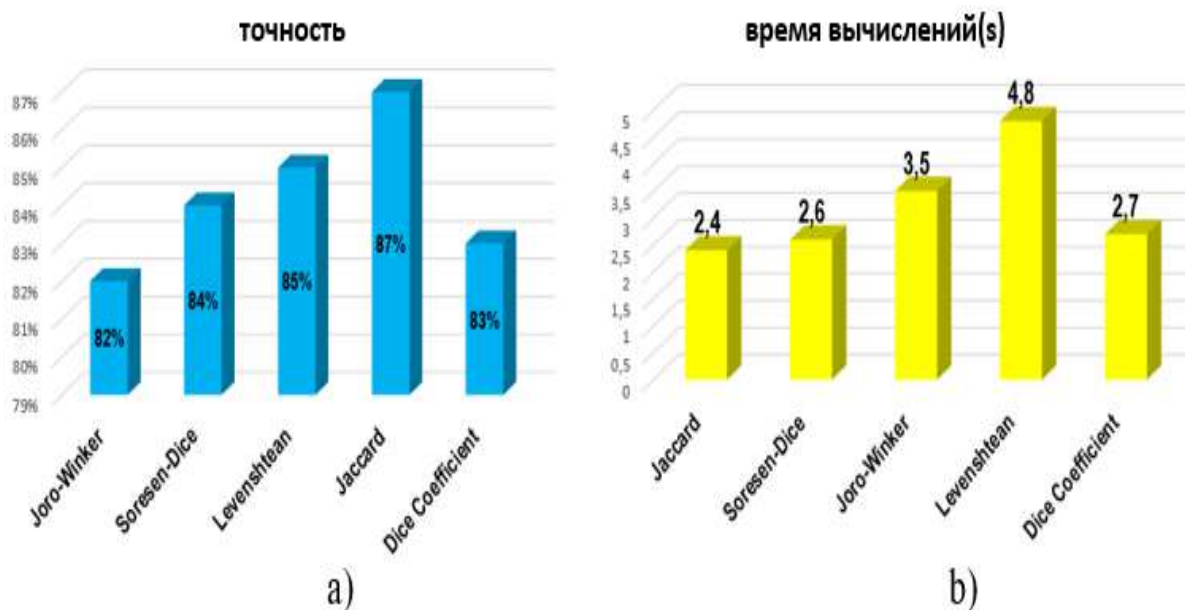 точность
87%
86%
85%
84%
83%
82%
81%
80%
79%
82%
84%
85%
87%
83%
Joro-Winker
Soresen-Dice
Levenshtean
Jaccard
Dice Coefficient
a)
время вычислений(s)
5
4,5
4
3,5
3
2,5
2
1,5
1
0,5
0
2,4
2,6
3,5
4,8
2,7
Jaccard
Soresen-Dice
Joro-Winker
Levenshtean
Dice Coefficient
b)